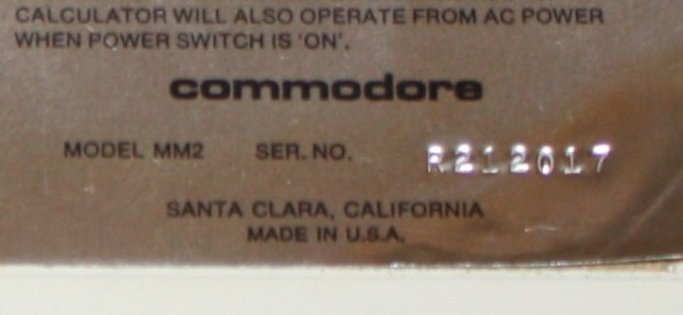 CALCULATOR WILL ALSO OPERATE FROM AC POWER
WHEN POWER SWITCH IS 'ON'.
commodore
MODEL MM2 SER. NO. R212017
SANTA CLARA, CALIFORNIA
MADE IN U.S.A.